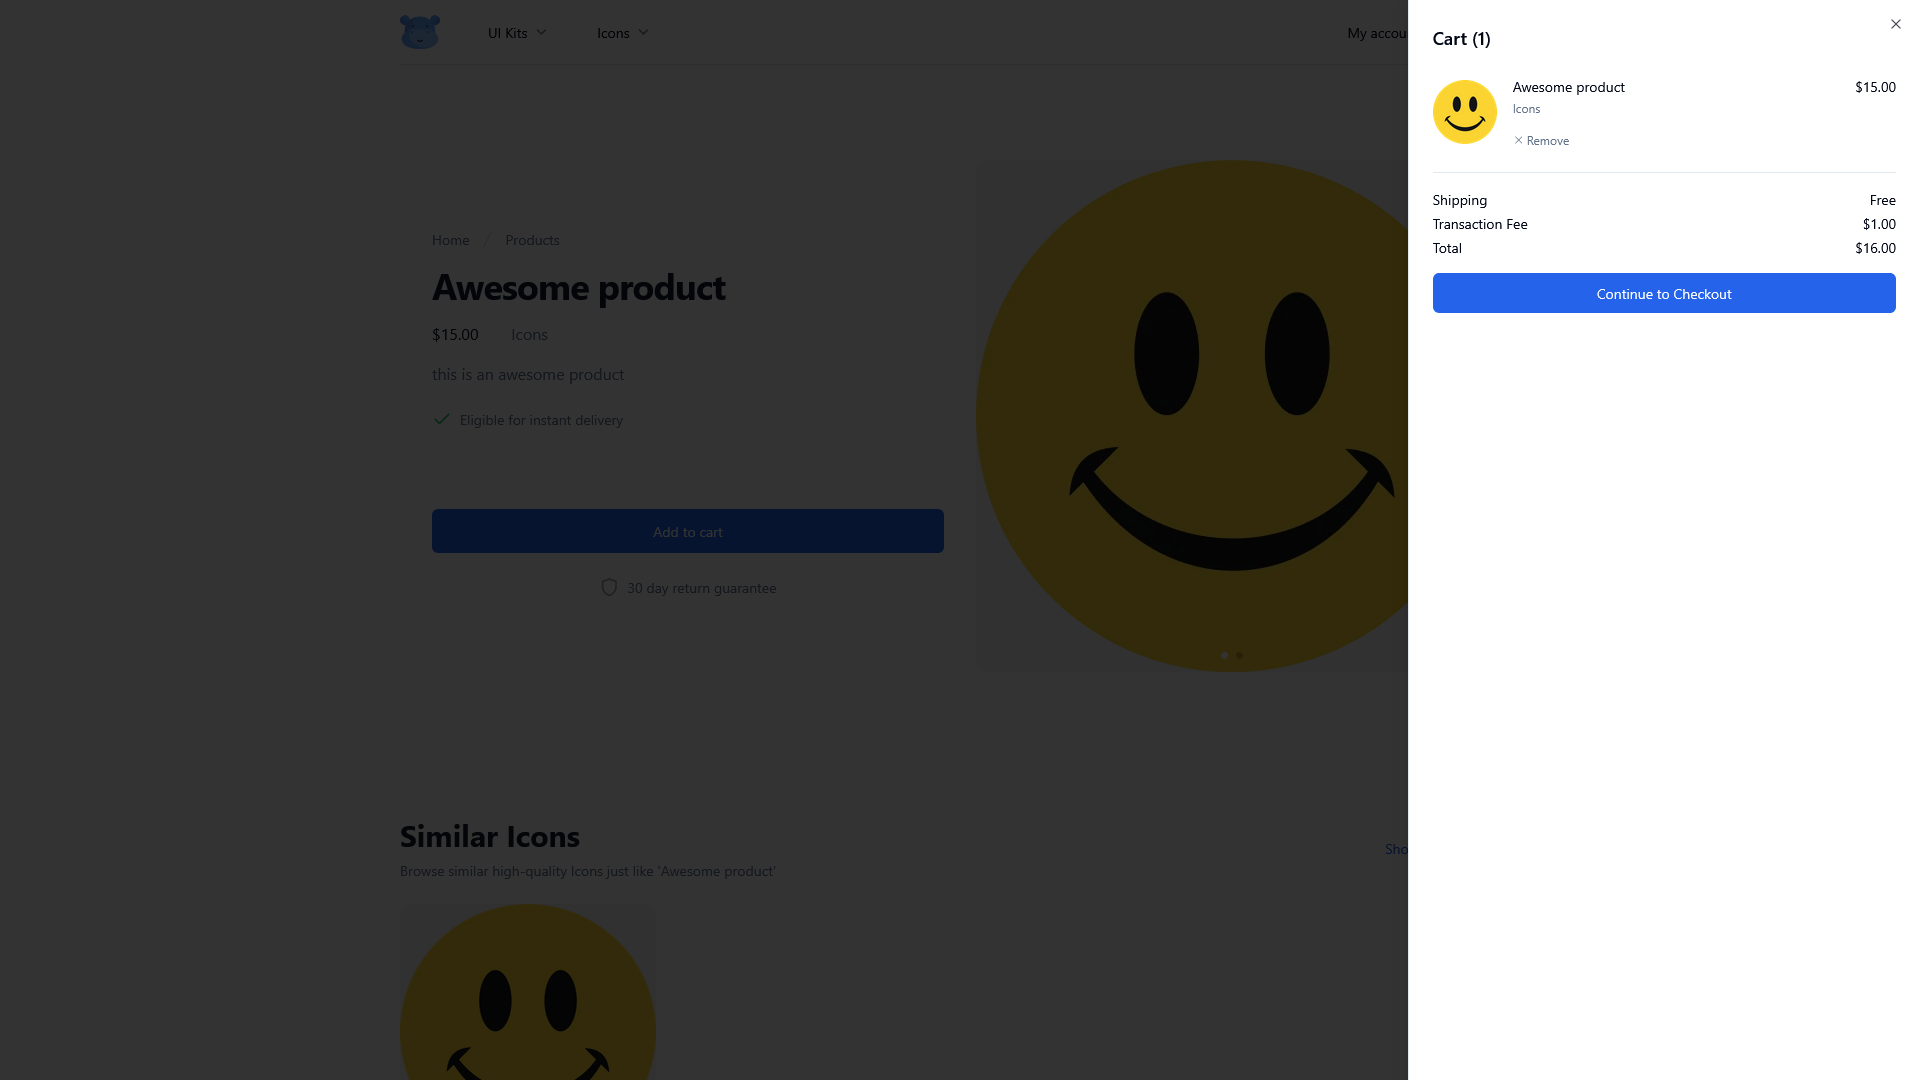 UI Kits
Icons
My accou
Home / Products
Awesome product
$15.00
Icons
this is an awesome product
Eligible for instant delivery
Add to cart
30 day return guarantee
Similar Icons
Browse similar high-quality Icons just like 'Awesome product'
Sho
Cart (1)
Awesome product
$15.00
Icons
Remove
Shipping
Free
Transaction Fee
$1.00
Total
$16.00
Continue to Checkout